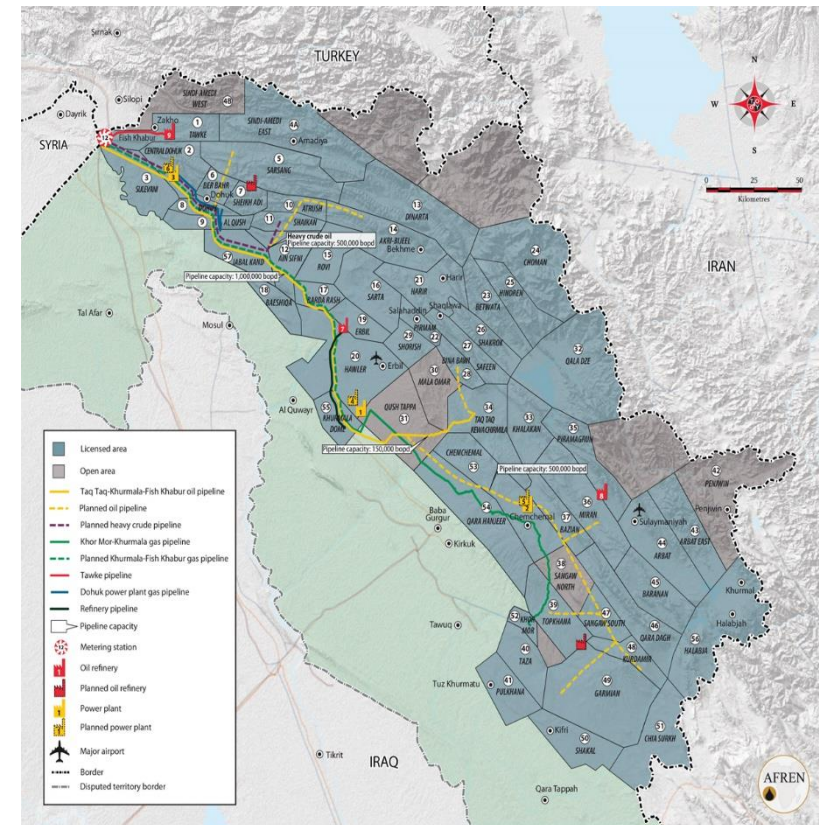 Sirnak
TURKEY
Silopi
Dayrik
Zakho
SYRIA
Fish Khabur
SINDI-AMEDI
WEST
4B
1
TAWKE
SINDI-AMEDI
EAST
4A
Amadiya
12
CENTRAL DOHUK
2
3
SULEVANI
5
SARSANG
6
BER BAHR
Dohuk
7
SHEIKH ADI
8
9
AL QUSH
10
ATRUSH
11
SHAIKAN
13
DINARTA
14
AKRI-BIJEEL
Bekhme
Heavy crude oil
Pipeline capacity: 500,000 bopd
12
AIN SIFNI
57
JABAL KAND
15
ROVI
Pipeline capacity: 1,000,000 bopd
18
BAESHIQA
17
BARDA RASH
16
SARTA
21
HARIR
Harir
Salahaddin
Shaqlawa
PIRMAM
22
23
BETWATA
24
CHOMAN
25
HINDREN
26
SHAKROK
27
SAFEEN
BINA BAWI
28
29
SHORISH
19
ERBIL
20
HAWLER
Erbil
30
MALA OMAR
QUSH TAPPA
31
55
KHURMALA
DOME
32
QALA DZE
33
KHALAKAN
34
TAQ TAQ
KEWACHIRMILA
35
PIRAMAGRUN
Pipeline capacity: 150,000 bopd
CHEMCHEMAL
53
Pipeline capacity: 500,000 bopd
54
QARA HANJEER
Chemchemal
36
MIRAN
37
BAZIAN
Sulaymaniyah
42
PENJWIN
Penjwin
43
ARBAT EAST
44
ARBAT
45
BARANAN
38
SANGAW
NORTH
39
TOPKHANA
52
KHOR
MOR
40
TAZA
41
PULKHANA
47
SANGAW SOUTH
46
QARA DAGH
48
KURDAMIR
49
GARMIAN
50
SHAKAL
51
CHIA SURKH
HALABJA
Khurmal
Halabjah
Tal Afar
Mosul
Al Quwayr
Baba
Gurgur
Kirkuk
Tawuq
Tuz Khurmatu
Kifri
Tikrit
IRAQ
Qara Tappah
IRAN
N
W
E
S
0
25
50
Kilometres
Licensed area
Open area
Taq Taq-Khurmala-Fish Khabur oil pipeline
Planned oil pipeline
Planned heavy crude pipeline
Khor Mor-Khurmala gas pipeline
Planned Khurmala-Fish Khabur gas pipeline
Tawke pipeline
Dohuk power plant gas pipeline
Refinery pipeline
Pipeline capacity
Metering station
Oil refinery
Planned oil refinery
Power plant
Planned power plant
Major airport
Border
Disputed territory border
AFREN